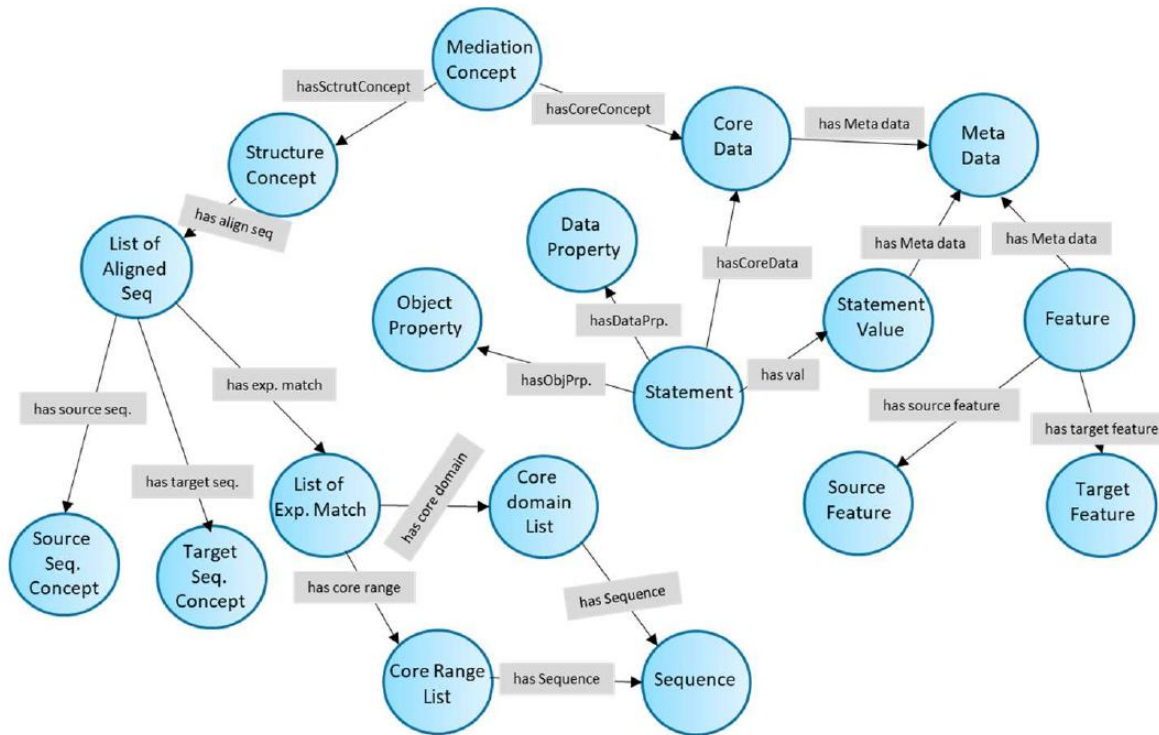 Mediation
Concept
hasSctrutConcept
hasCoreConcept
Core
Data
has Meta data
Meta
Data
Structure
Concept
has align seq
List of
Aligned
Seq
Data
Property
has Meta data
has Meta data
hasCoreData
Object
Property
Statement
Value
Feature
hasDataPrp.
hasObjPrp.
has val
Statement
has exp. match
has source seq.
has source feature
has target feature
has target seq.
List of
Exp. Match
has core domain
Core
domain
List
Source
Feature
Target
Feature
Source
Seq.
Concept
Target
Seq.
Concept
has core range
has Sequence
Core Range
List
has Sequence
Sequence